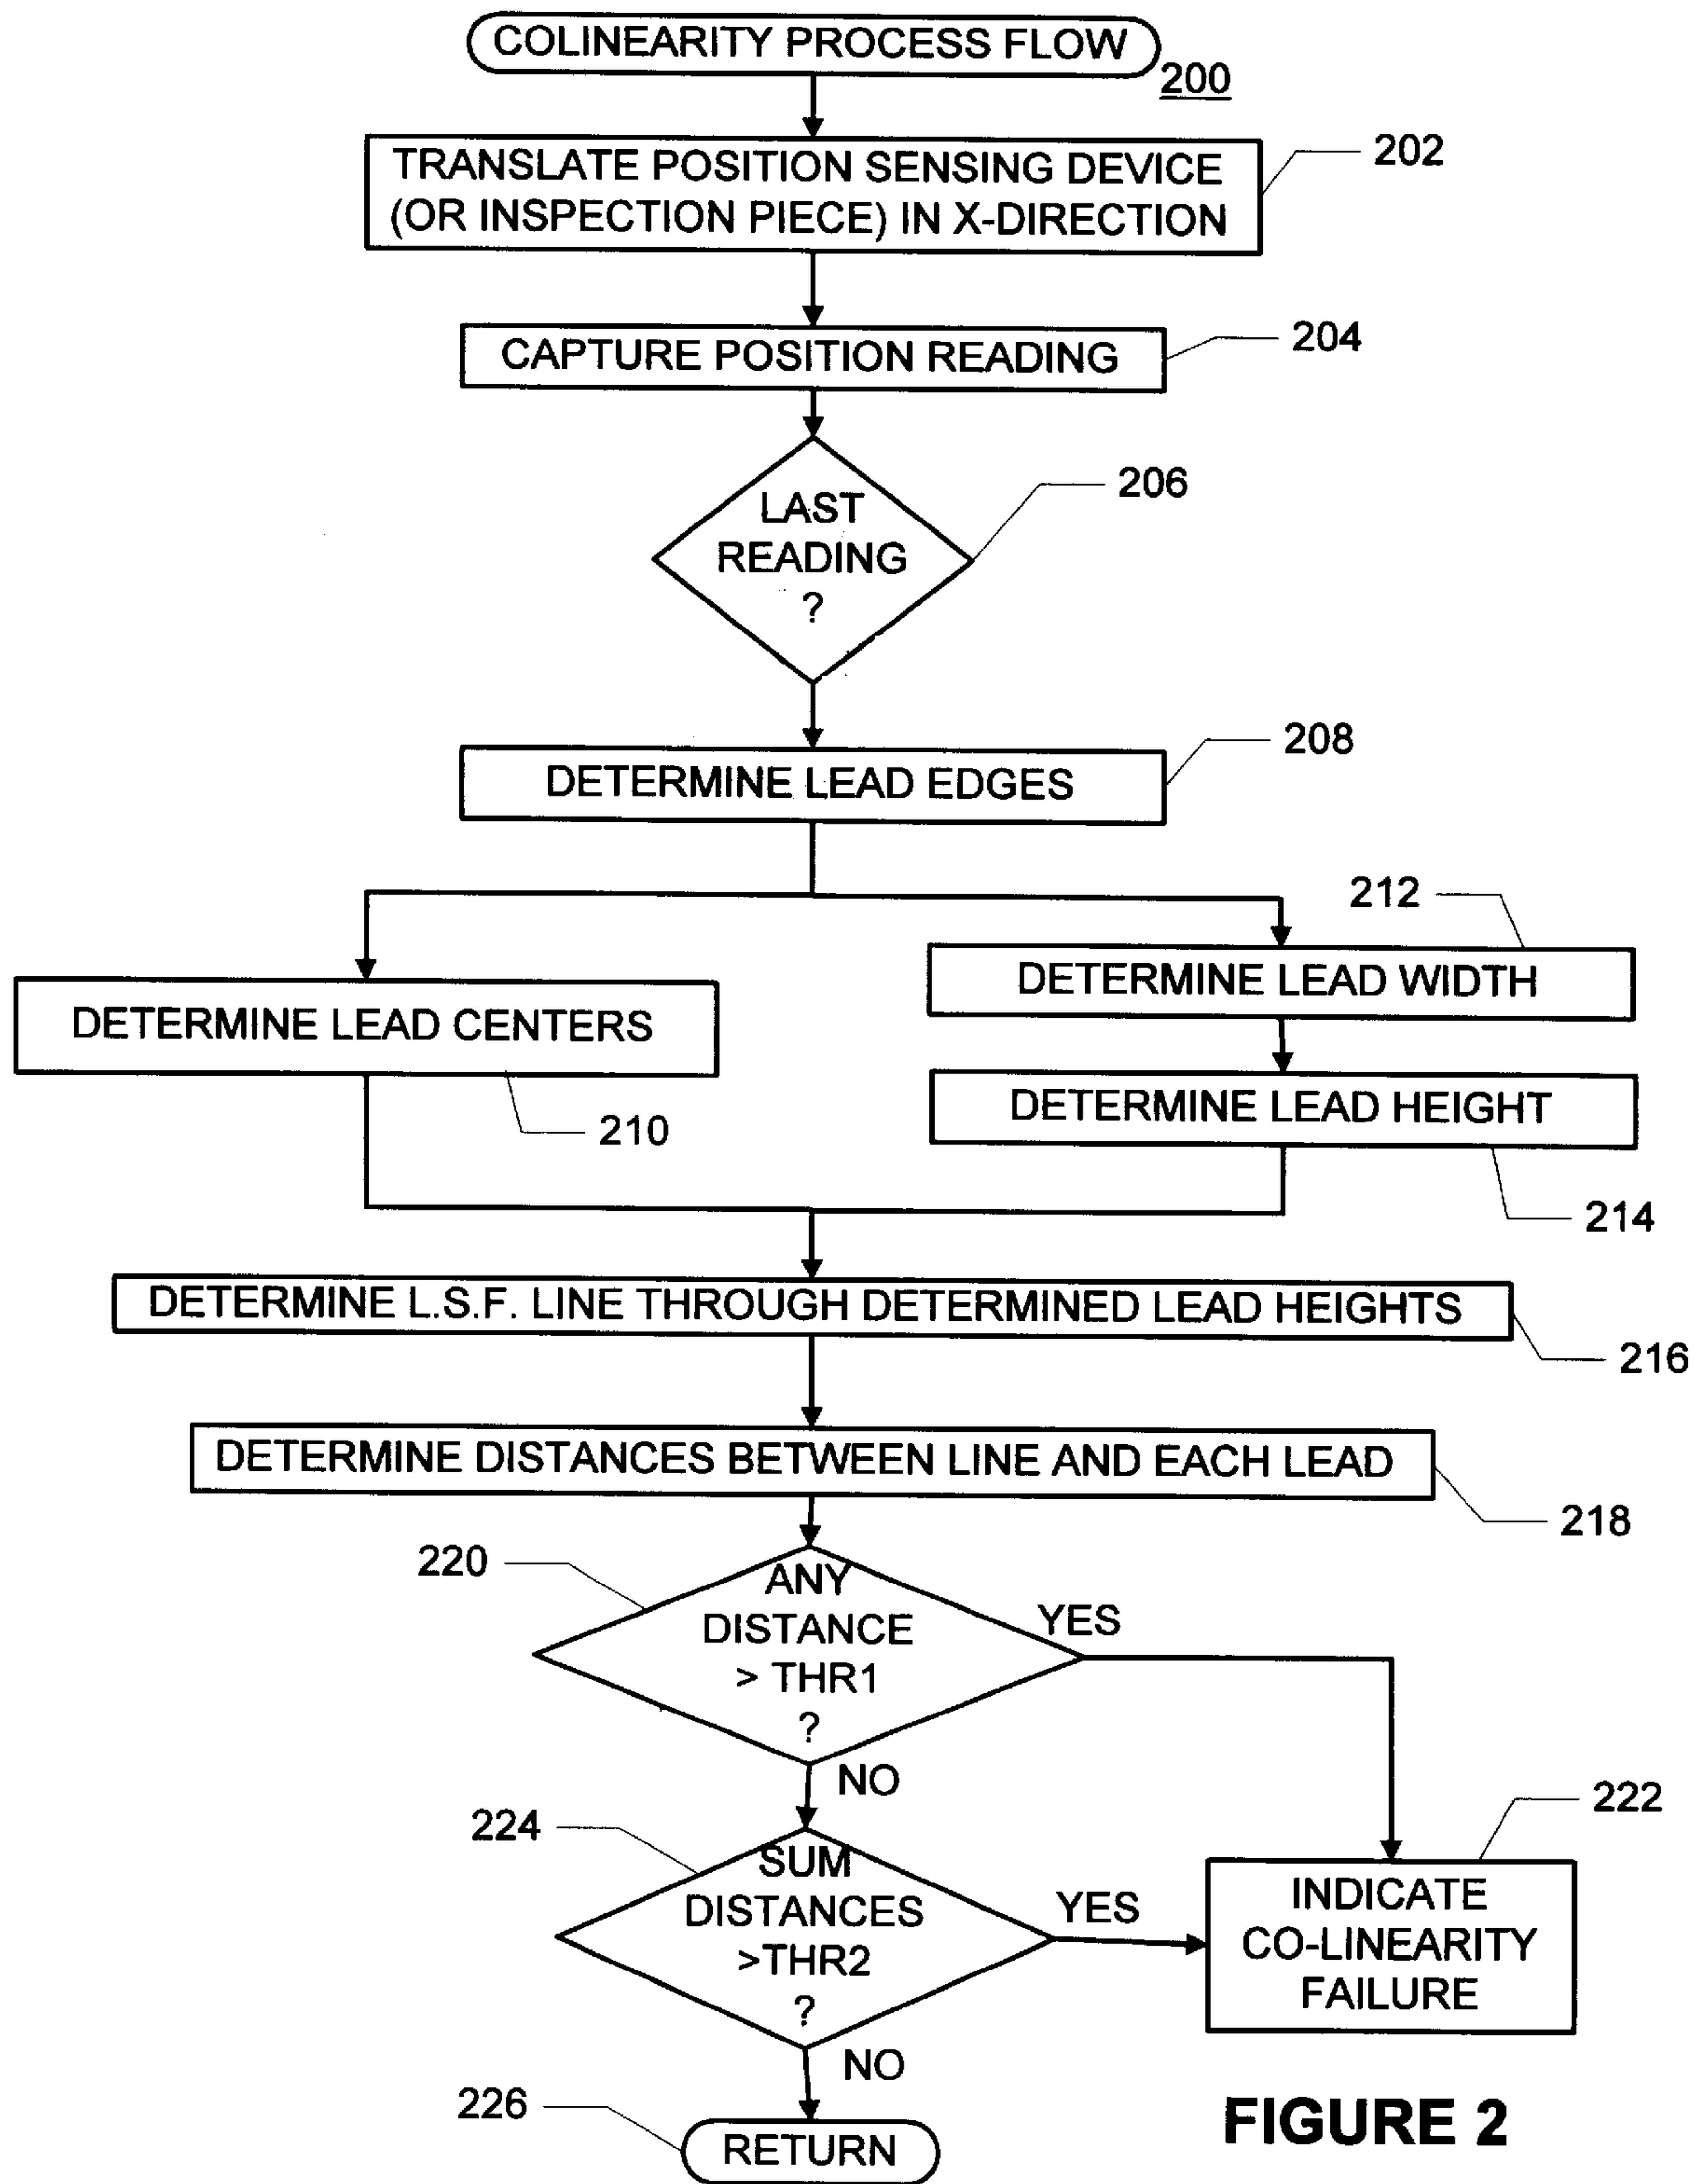 COLINEARITY PROCESS FLOW
200
TRANSLATE POSITION SENSING DEVICE
(OR INSPECTION PIECE) IN X-DIRECTION
202
CAPTURE POSITION READING
204
LAST
READING
?
206
DETERMINE LEAD EDGES
208
DETERMINE LEAD CENTERS
210
212
DETERMINE LEAD WIDTH
DETERMINE LEAD HEIGHT
214
DETERMINE L.S.F. LINE THROUGH DETERMINED LEAD HEIGHTS
216
DETERMINE DISTANCES BETWEEN LINE AND EACH LEAD
218
220
ANY
DISTANCE
> THR1
?
YES
NO
224
SUM
DISTANCES
>THR2
?
YES
NO
222
INDICATE
CO-LINEARITY
FAILURE
226
RETURN
FIGURE 2